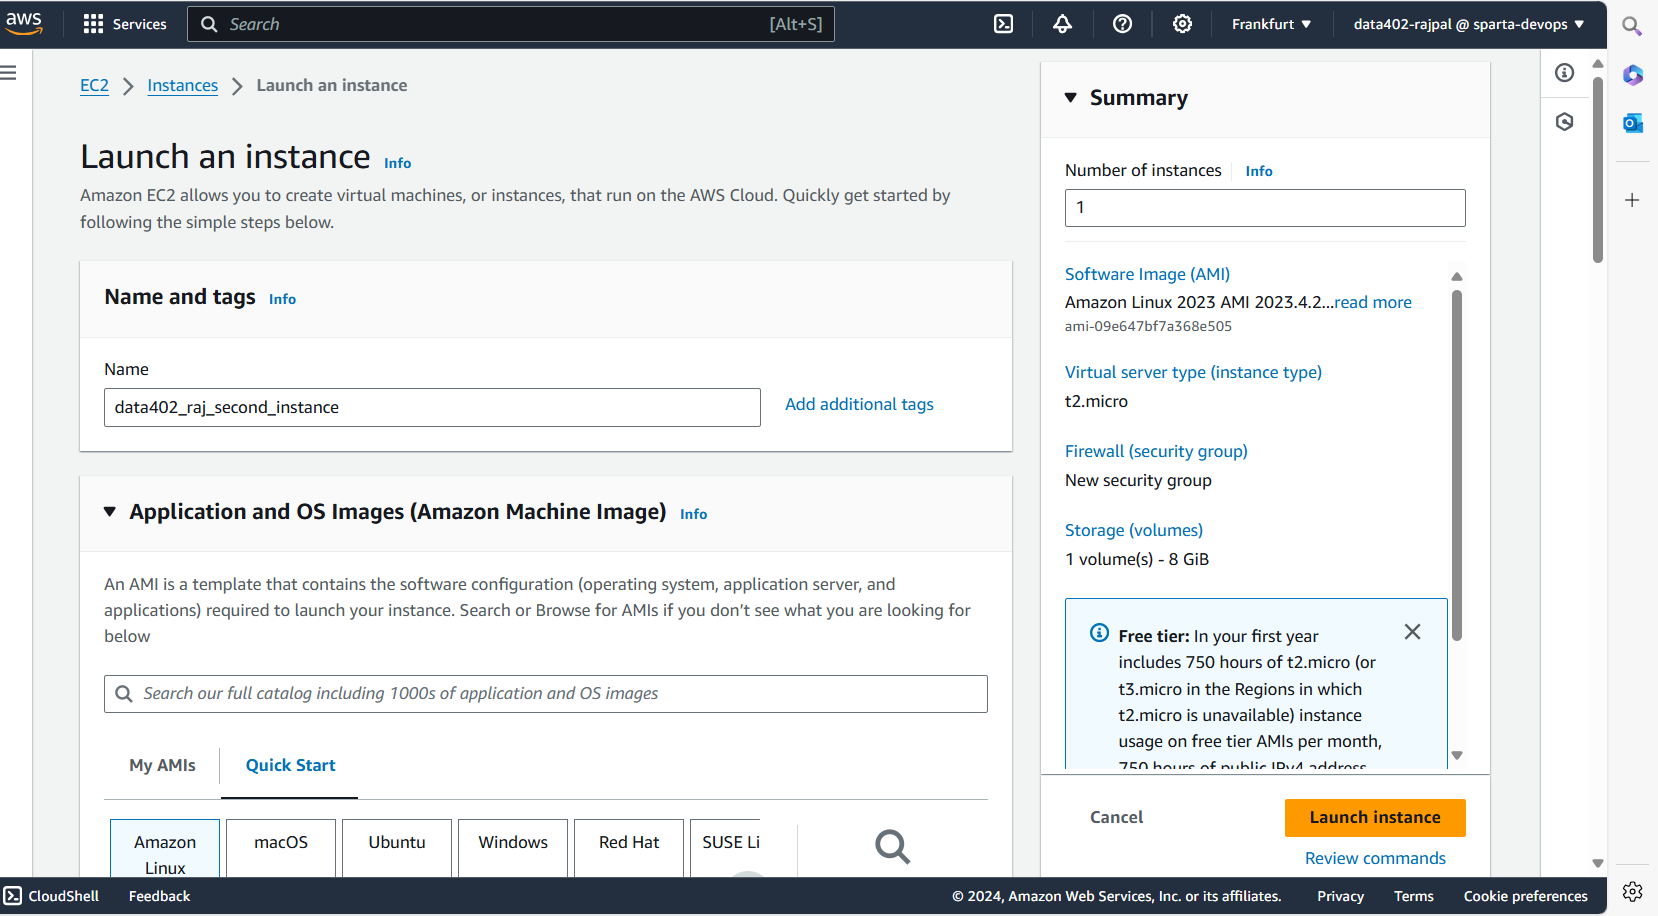 aws
Services
Search
[Alt+S]
Frankfurt
data402-rajpal @ sparta-devops
EC2
Instances
Launch an instance
Launch an instance
Info
Amazon EC2 allows you to create virtual machines, or instances, that run on the AWS Cloud. Quickly get started by
following the simple steps below.
Name and tags
Info
Name
data402_raj_second_instance
Add additional tags
Application and OS Images (Amazon Machine Image)
Info
An AMI is a template that contains the software configuration (operating system, application server, and
applications) required to launch your instance. Search or Browse for AMIs if you don’t see what you are looking for
below
Search our full catalog including 1000s of application and OS images
My AMIs
Quick Start
Amazon
Linux
macOS
Ubuntu
Windows
Red Hat
SUSE Li
Summary
Number of instances
Info
1
Software Image (AMI)
Amazon Linux 2023 AMI 2023.4.2...read more
ami-09e647bf7a368e505
Virtual server type (instance type)
t2.micro
Firewall (security group)
New security group
Storage (volumes)
1 volume(s) - 8 GiB
Free tier: In your first year
includes 750 hours of t2.micro (or
t3.micro in the Regions in which
t2.micro is unavailable) instance
usage on free tier AMIs per month,
750 hours of public IPv4 address
Cancel
Launch instance
Review commands
CloudShell
Feedback
© 2024, Amazon Web Services, Inc. or its affiliates.
Privacy
Terms
Cookie preferences